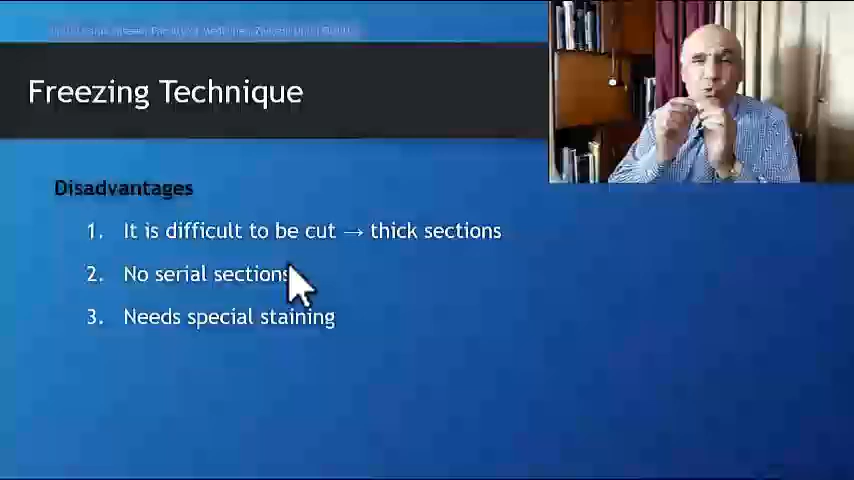 Freezing Technique
Disadvantages
1. It is difficult to be cut → thick sections
2. No serial sections
3. Needs special staining